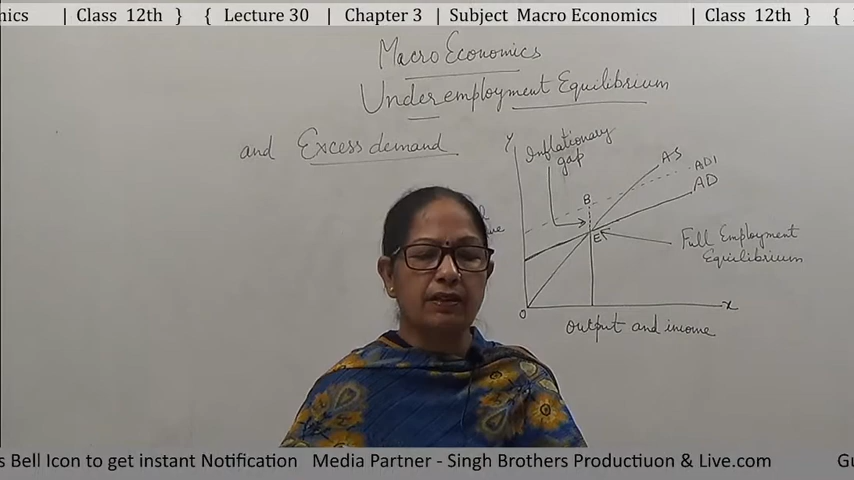 mics | Class 12th } { Lecture 30 | Chapter 3 | Subject Macro Economics | Class 12th } {
Macro Economics
Underemployment Equilibrium
and Excess demand
Y
Inflationary
gap
AS
AD1
AD
B
E
Full Employment
Equilibrium
O
x
output and income
s Bell Icon to get instant Notification Media Partner - Singh Brothers Productiuon & Live.com Gu